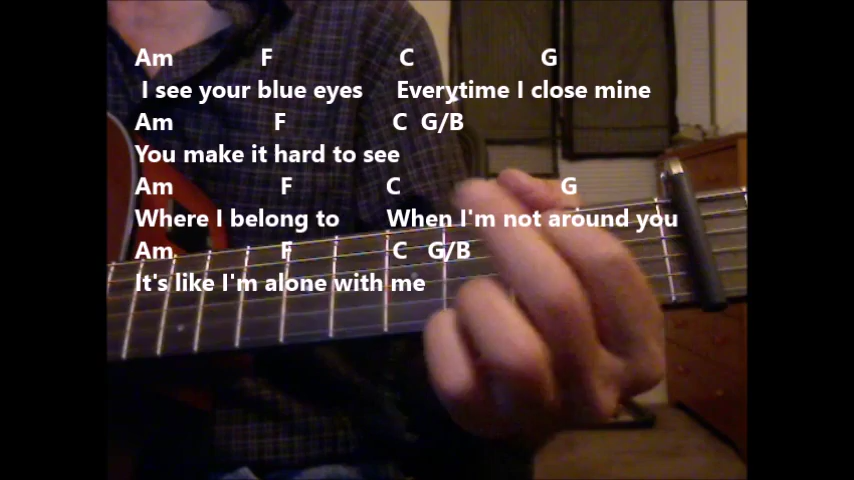 Am F C G
I see your blue eyes Everytime I close mine
Am F C G/B
You make it hard to see
Am F C G
Where I belong to When I'm not around you
Am F C G/B
It's like I'm alone with me